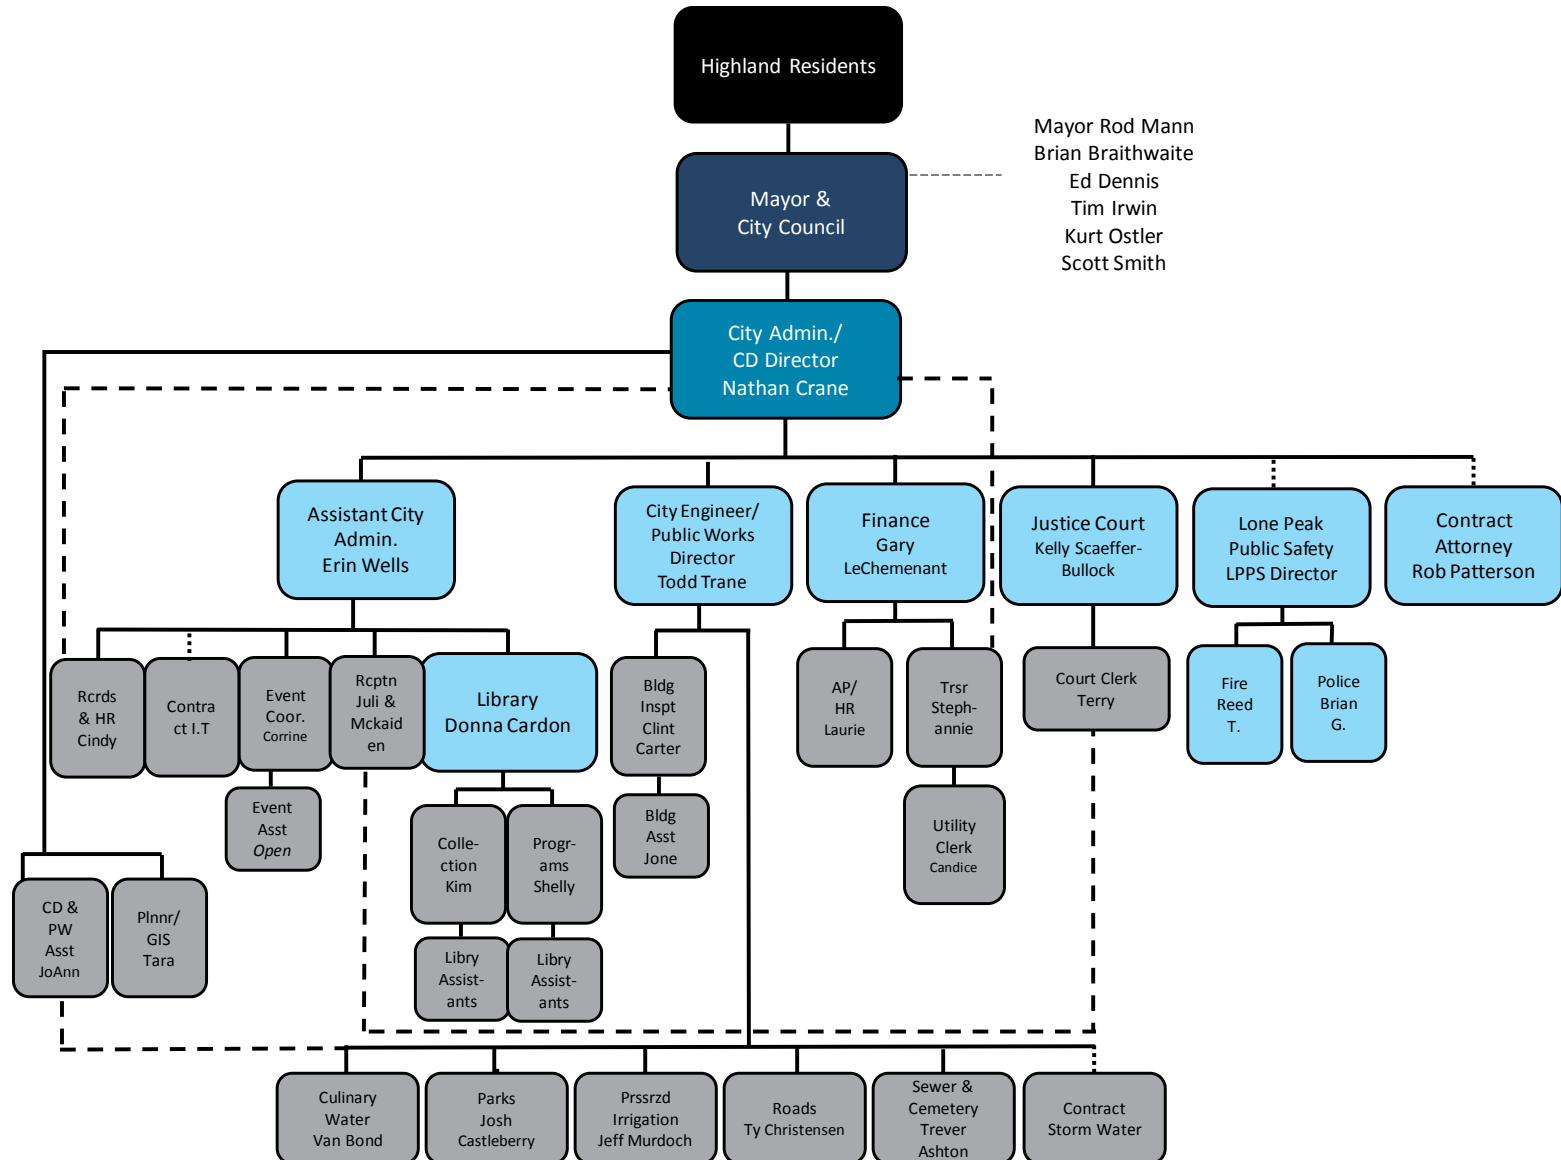 Highland Residents
Mayor Rod Mann
Brian Braithwaite
Ed Dennis
Tim Irwin
Kurt Ostler
Scott Smith
Mayor &
City Council
City Admin./
CD Director
Nathan Crane
Assistant City
Admin.
Erin Wells
City Engineer/
Public Works
Director
Todd Trane
Finance
Gary
LeChemenant
Justice Court
Kelly Scaeffer-
Bullock
Lone Peak
Public Safety
LPPS Director
Contract
Attorney
Rob Patterson
Rcrds
& HR
Cindy
Contra
ct I.T
Event
Coor.
Corrine
Rcptn
Juli &
Mckaid
en
Library
Donna Cardon
Bldg
Inspt
Clint
Carter
AP/
HR
Laurie
Trsr
Steph-
annie
Court Clerk
Terry
Fire
Reed
T.
Police
Brian
G.
Event
Asst
Open
Colle-
ction
Kim
Progr-
ams
Shelly
Bldg
Asst
Jone
Utility
Clerk
Candice
CD &
PW
Asst
JoAnn
Plnnr/
GIS
Tara
Libry
Assist-
ants
Libry
Assist-
ants
Culinary
Water
Van Bond
Parks
Josh
Castleberry
Prssrzd
Irrigation
Jeff Murdoch
Roads
Ty Christensen
Sewer &
Cemetery
Trever
Ashton
Contract
Storm Water